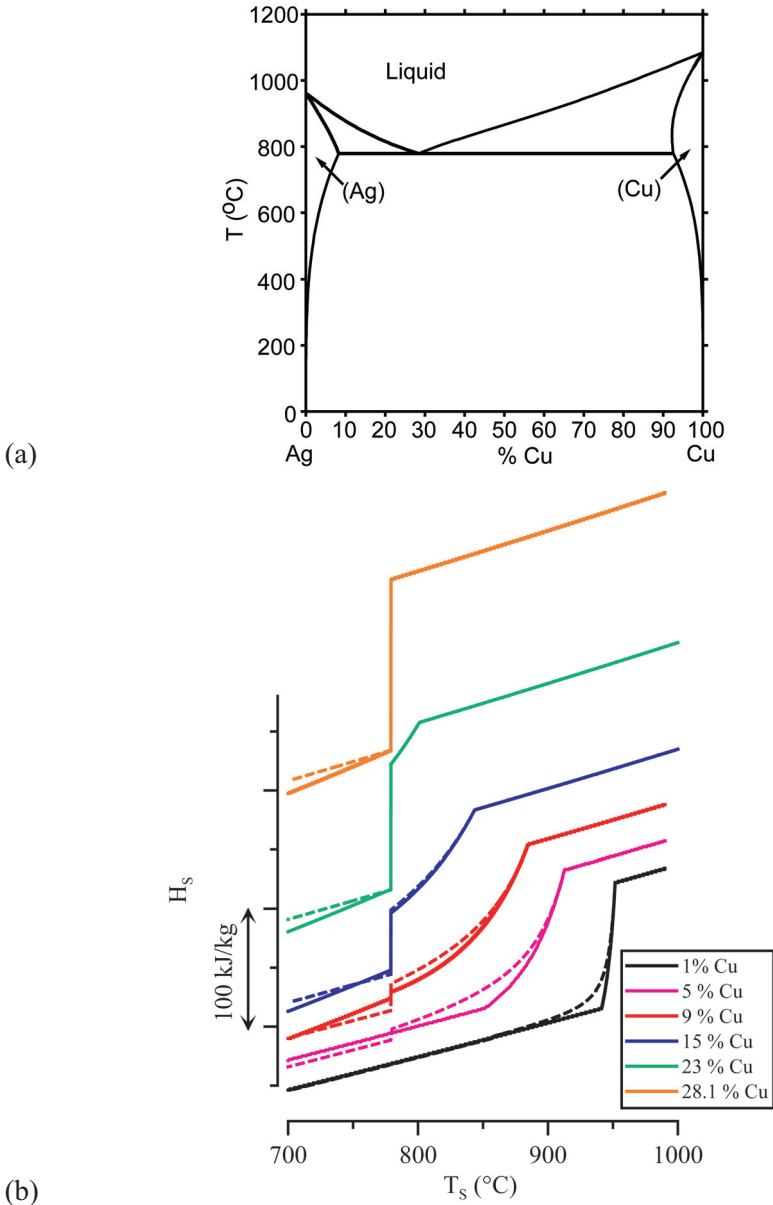 1200
1000
800
600
400
200
0
T (°C)
Liquid
(Ag)
(Cu)
0 10 20 30 40 50 60 70 80 90 100
Ag % Cu Cu
(a)
H_S
100 kJ/kg
1% Cu
5 % Cu
9 % Cu
15 % Cu
23 % Cu
28.1 % Cu
700 800 900 1000
T_S (°C)
(b)